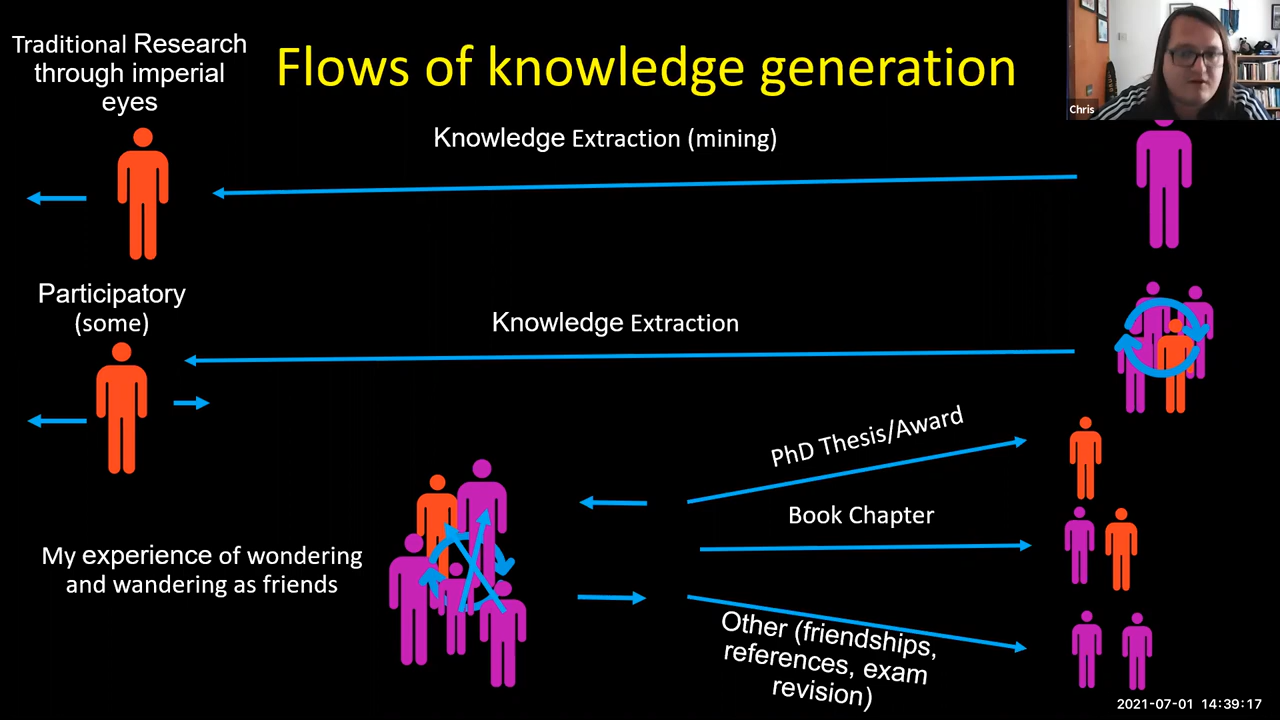 Traditional Research
through imperial
eyes
Flows of knowledge generation
Chris
Knowledge Extraction (mining)
Participatory
(some)
Knowledge Extraction
PhD Thesis/Award
Book Chapter
My experience of wondering
and wandering as friends
Other (friendships,
references, exam
revision)
2021-07-01 14:39:17